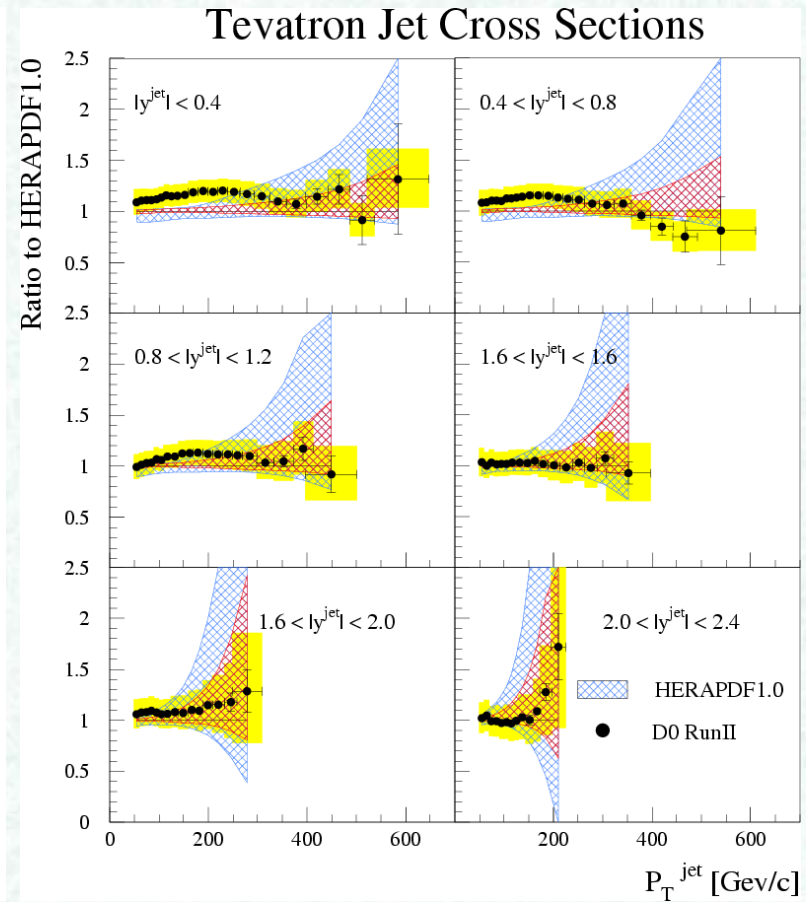 Tevatron Jet Cross Sections
Ratio to HERAPDF1.0
2.5
2
1.5
1
0.5
|y^jet| < 0.4
0.4 < |y^jet| < 0.8
2.5
2
1.5
1
0.5
0.8 < |y^jet| < 1.2
1.6 < |y^jet| < 1.6
2.5
2
1.5
1
0.5
0
1.6 < |y^jet| < 2.0
2.0 < |y^jet| < 2.4
HERAPDF1.0
D0 RunII
0 200 400 600 200 400 600
P_T^jet [Gev/c]